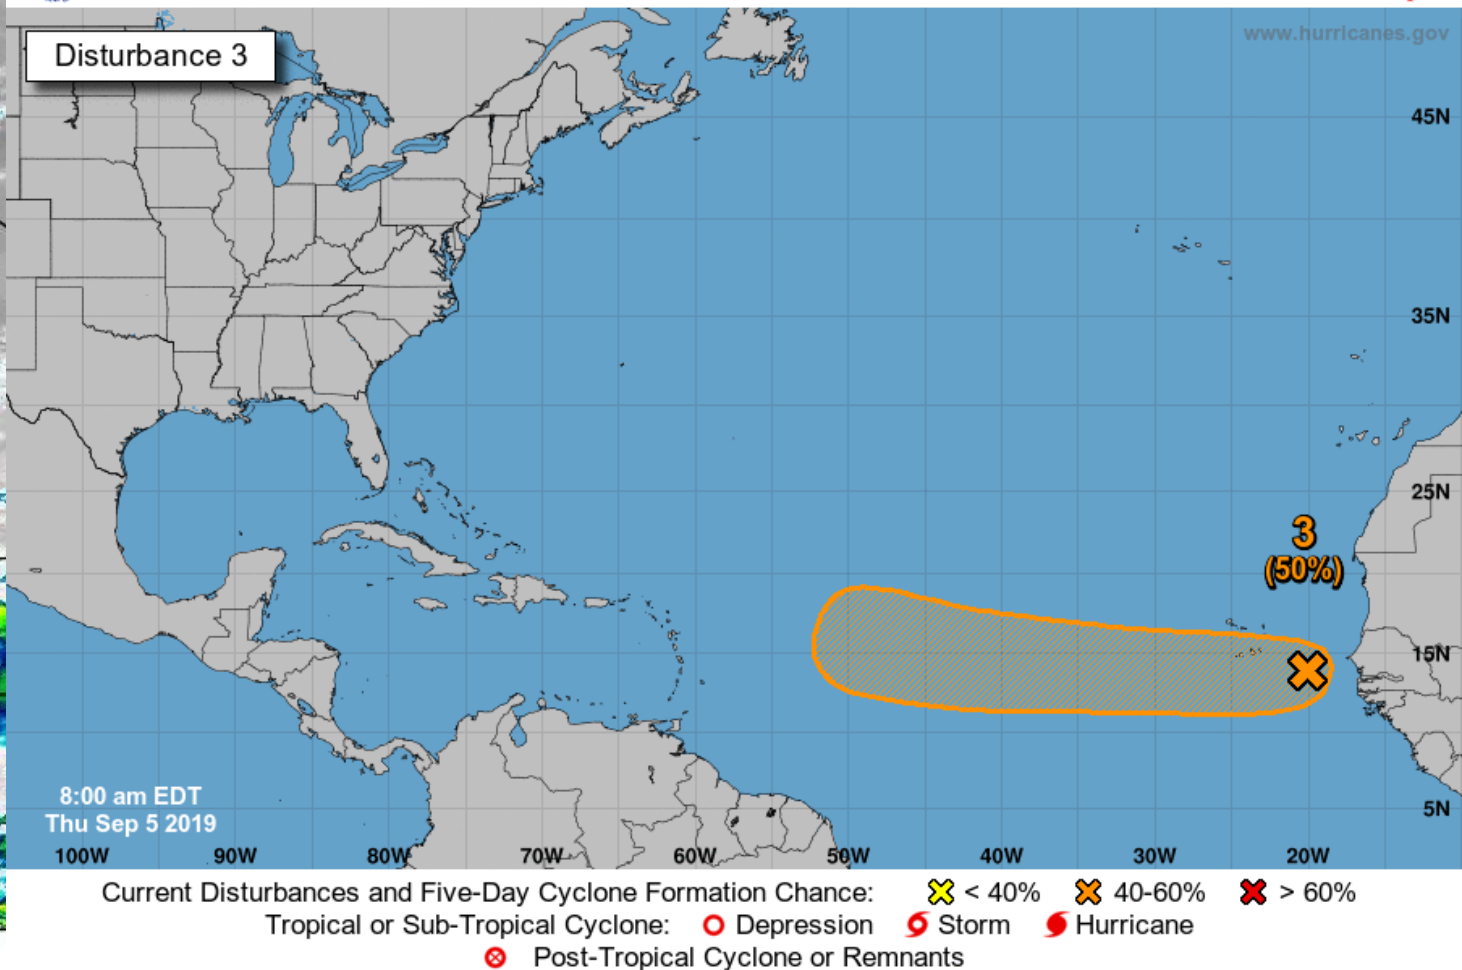 www.hurricanes.gov
Disturbance 3
45N
35N
25N
3
(50%)
15N
8:00 am EDT
Thu Sep 5 2019
5N
100W 90W 80W 70W 60W 50W 40W 30W 20W
Current Disturbances and Five-Day Cyclone Formation Chance: < 40% 40-60% > 60%
Tropical or Sub-Tropical Cyclone: Depression Storm Hurricane
Post-Tropical Cyclone or Remnants